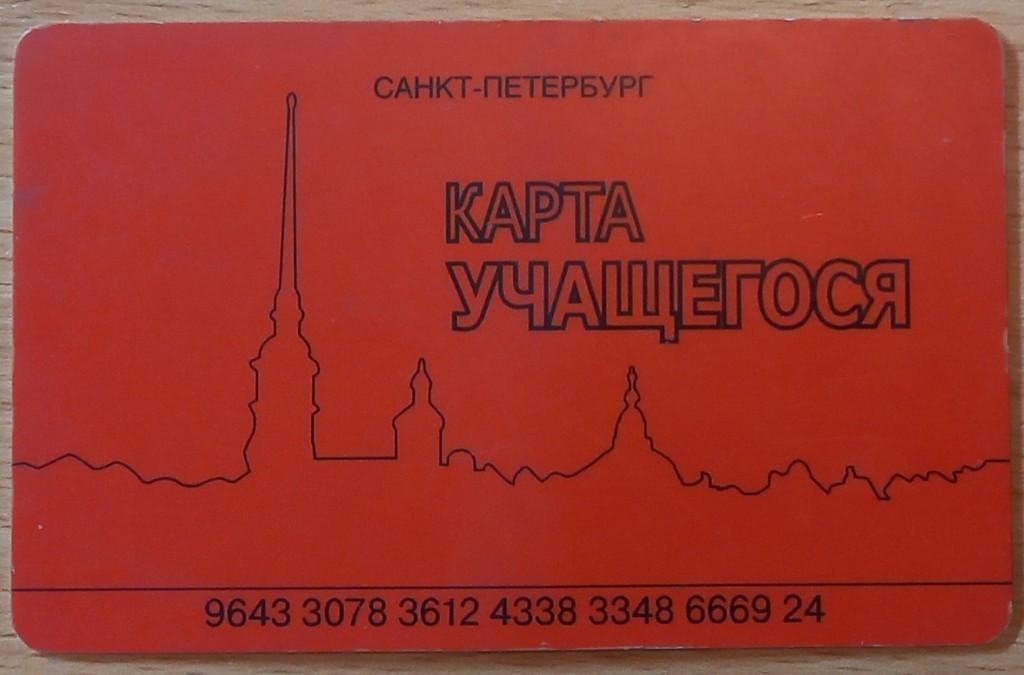 САНКТ-ПЕТЕРБУРГ
КАРТА
УЧАЩЕГОСЯ
9643 3078 3612 4338 3348 6669 24